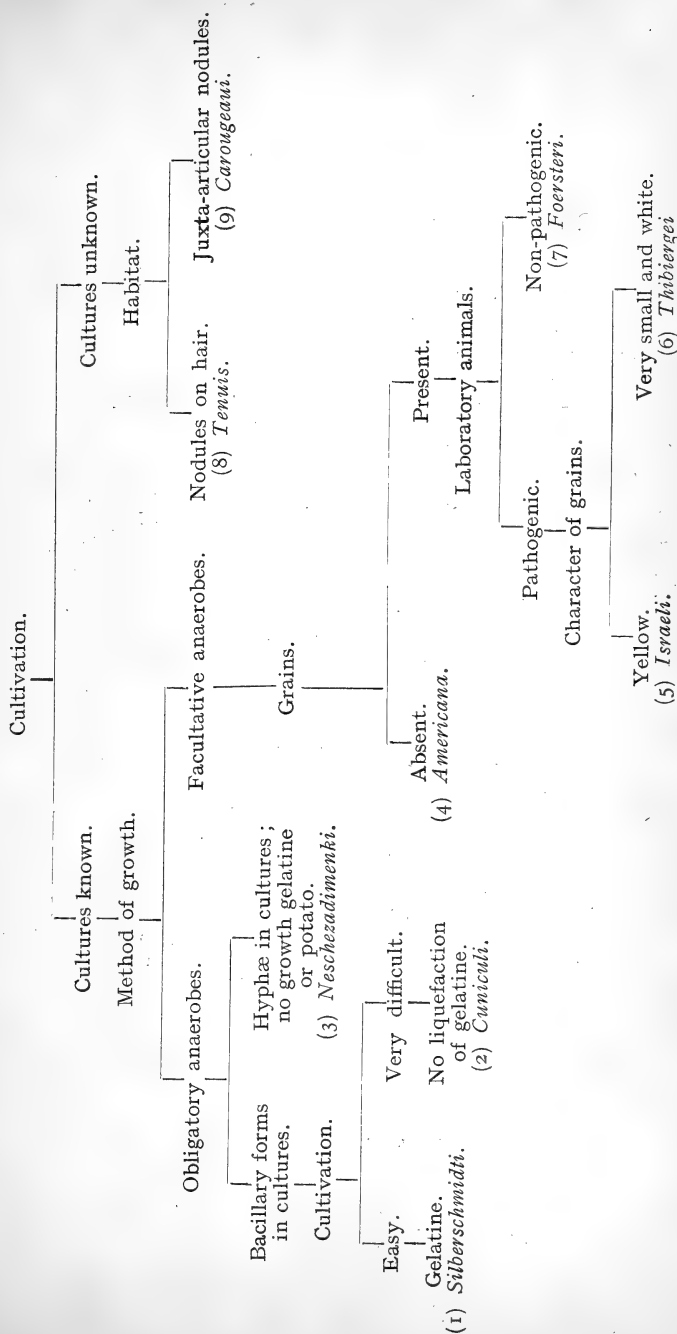 Cultivation.
Cultures known.
Cultures unknown.
Method of growth.
Habitat.
Obligatory anaerobes.
Facultative anaerobes.
Nodules on hair.
(8) Tenuis.
Juxta-articular nodules.
(9) Carougeaui.
Bacillary forms
in cultures.
Hyphæ in cultures;
no growth gelatine
or potato.
(3) Neschezadimenki.
Grains.
Cultivation.
Absent.
(4) Americana.
Present.
Easy.
Very difficult.
Laboratory animals.
Gelatine.
(1) Silberschmidti.
No liquefaction
of gelatine.
(2) Cuniculi.
Pathogenic.
Non-pathogenic.
(7) Foersteri.
Character of grains.
Yellow.
(5) Israeli.
Very small and white.
(6) Thibiergei